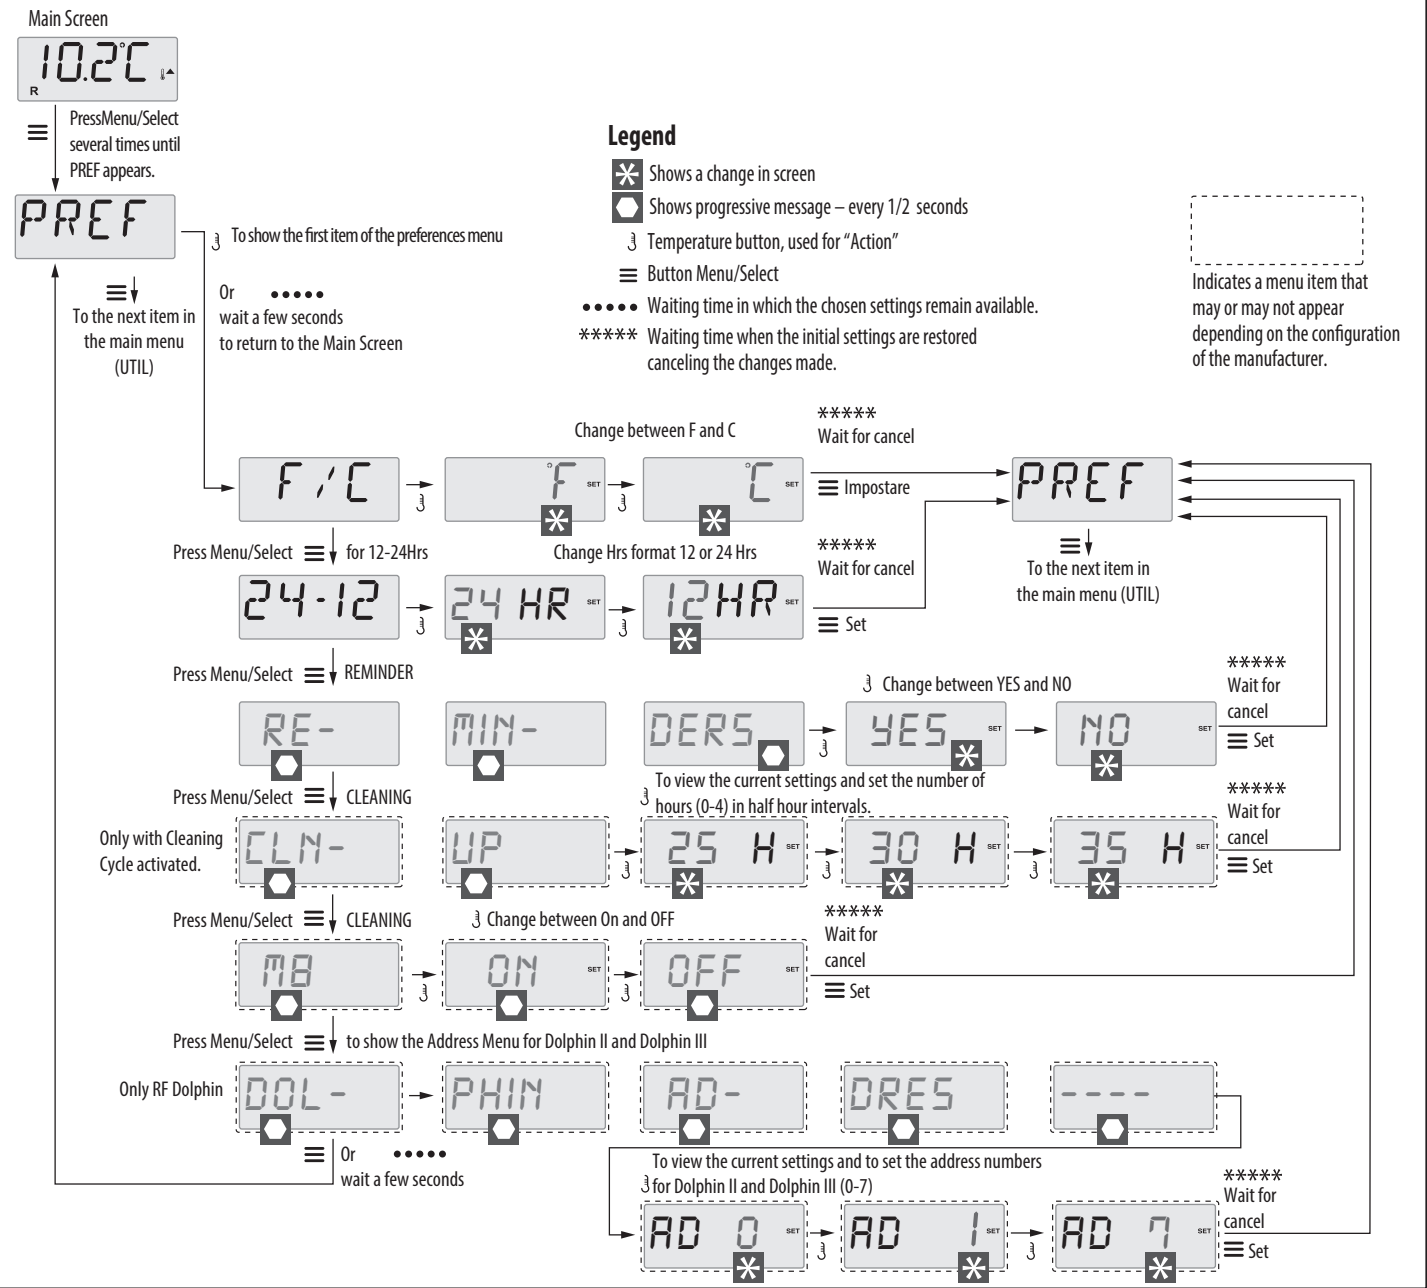 Main Screen
10.2°C
R
PressMenu/Select
several times until
PREF appears.
PREF
To show the first item of the preferences menu
To the next item in
the main menu
(UTIL)
Or •••••
wait a few seconds
to return to the Main Screen
Legend
Shows a change in screen
Shows progressive message – every 1/2 seconds
Temperature button, used for “Action”
Button Menu/Select
••••• Waiting time in which the chosen settings remain available.
***** Waiting time when the initial settings are restored
canceling the changes made.
Indicates a menu item that
may or may not appear
depending on the configuration
of the manufacturer.
Change between F and C
*****
Wait for cancel
F/C
°F SET
°C SET
Impostare
PREF
To the next item in
the main menu (UTIL)
Press Menu/Select for 12-24Hrs
Change Hrs format 12 or 24 Hrs
*****
Wait for cancel
24-12
24 HR SET
12HR SET
Set
Press Menu/Select REMINDER
Change between YES and NO
*****
Wait for
cancel
Set
RE-
MIN-
DERS
YES SET
NO SET
To view the current settings and set the number of
hours (0-4) in half hour intervals.
Press Menu/Select CLEANING
Only with Cleaning
Cycle activated.
CLN-
UP
25 H SET
30 H SET
35 H SET
*****
Wait for
cancel
Set
Press Menu/Select CLEANING
Change between On and OFF
*****
Wait for
cancel
Set
M8
ON SET
OFF SET
Press Menu/Select to show the Address Menu for Dolphin II and Dolphin III
Only RF Dolphin
DOL-
PHIN
AD-
DRES
----
Or •••••
wait a few seconds
To view the current settings and to set the address numbers
for Dolphin II and Dolphin III (0-7)
AD 0 SET
AD 1 SET
AD 7 SET
*****
Wait for
cancel
Set